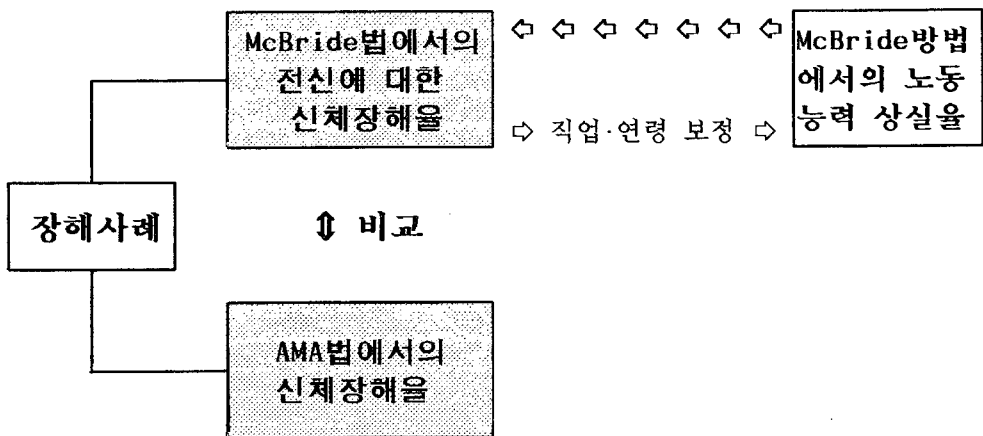 McBride법에서의
전신에 대한
신체장해율
⇦ ⇦ ⇦ ⇦ ⇦ ⇦ ⇦
⇨ 직업·연령 보정 ⇨
McBride방법
에서의 노동
능력 상실율
장해사례
⇕ 비교
AMA법에서의
신체장해율